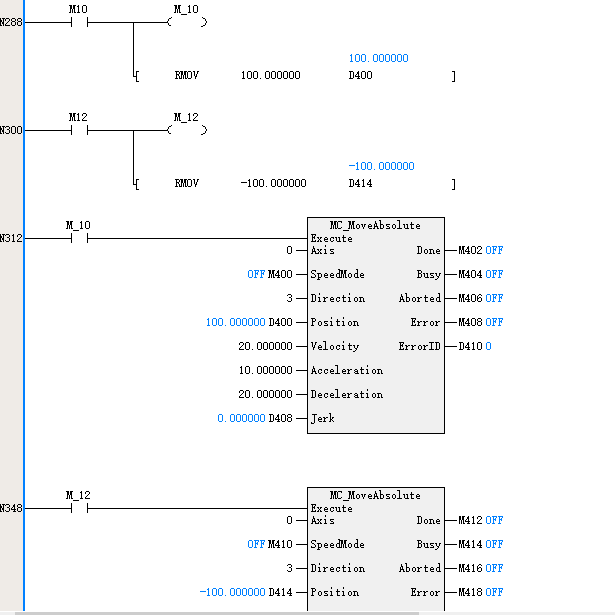 M10 M_10
N288
100.000000
RMOV 100.000000 D400
M12 M_12
N300
-100.000000
RMOV -100.000000 D414
M_10 MC_MoveAbsolute
N312 Execute
0 Axis Done M402 OFF
OFF M400 SpeedMode Busy M404 OFF
3 Direction Aborted M406 OFF
100.000000 D400 Position Error M408 OFF
20.000000 Velocity ErrorID D410 0
10.000000 Acceleration
20.000000 Deceleration
0.000000 D408 Jerk
M_12 MC_MoveAbsolute
N348 Execute
0 Axis Done M412 OFF
OFF M410 SpeedMode Busy M414 OFF
3 Direction Aborted M416 OFF
-100.000000 D414 Position Error M418 OFF